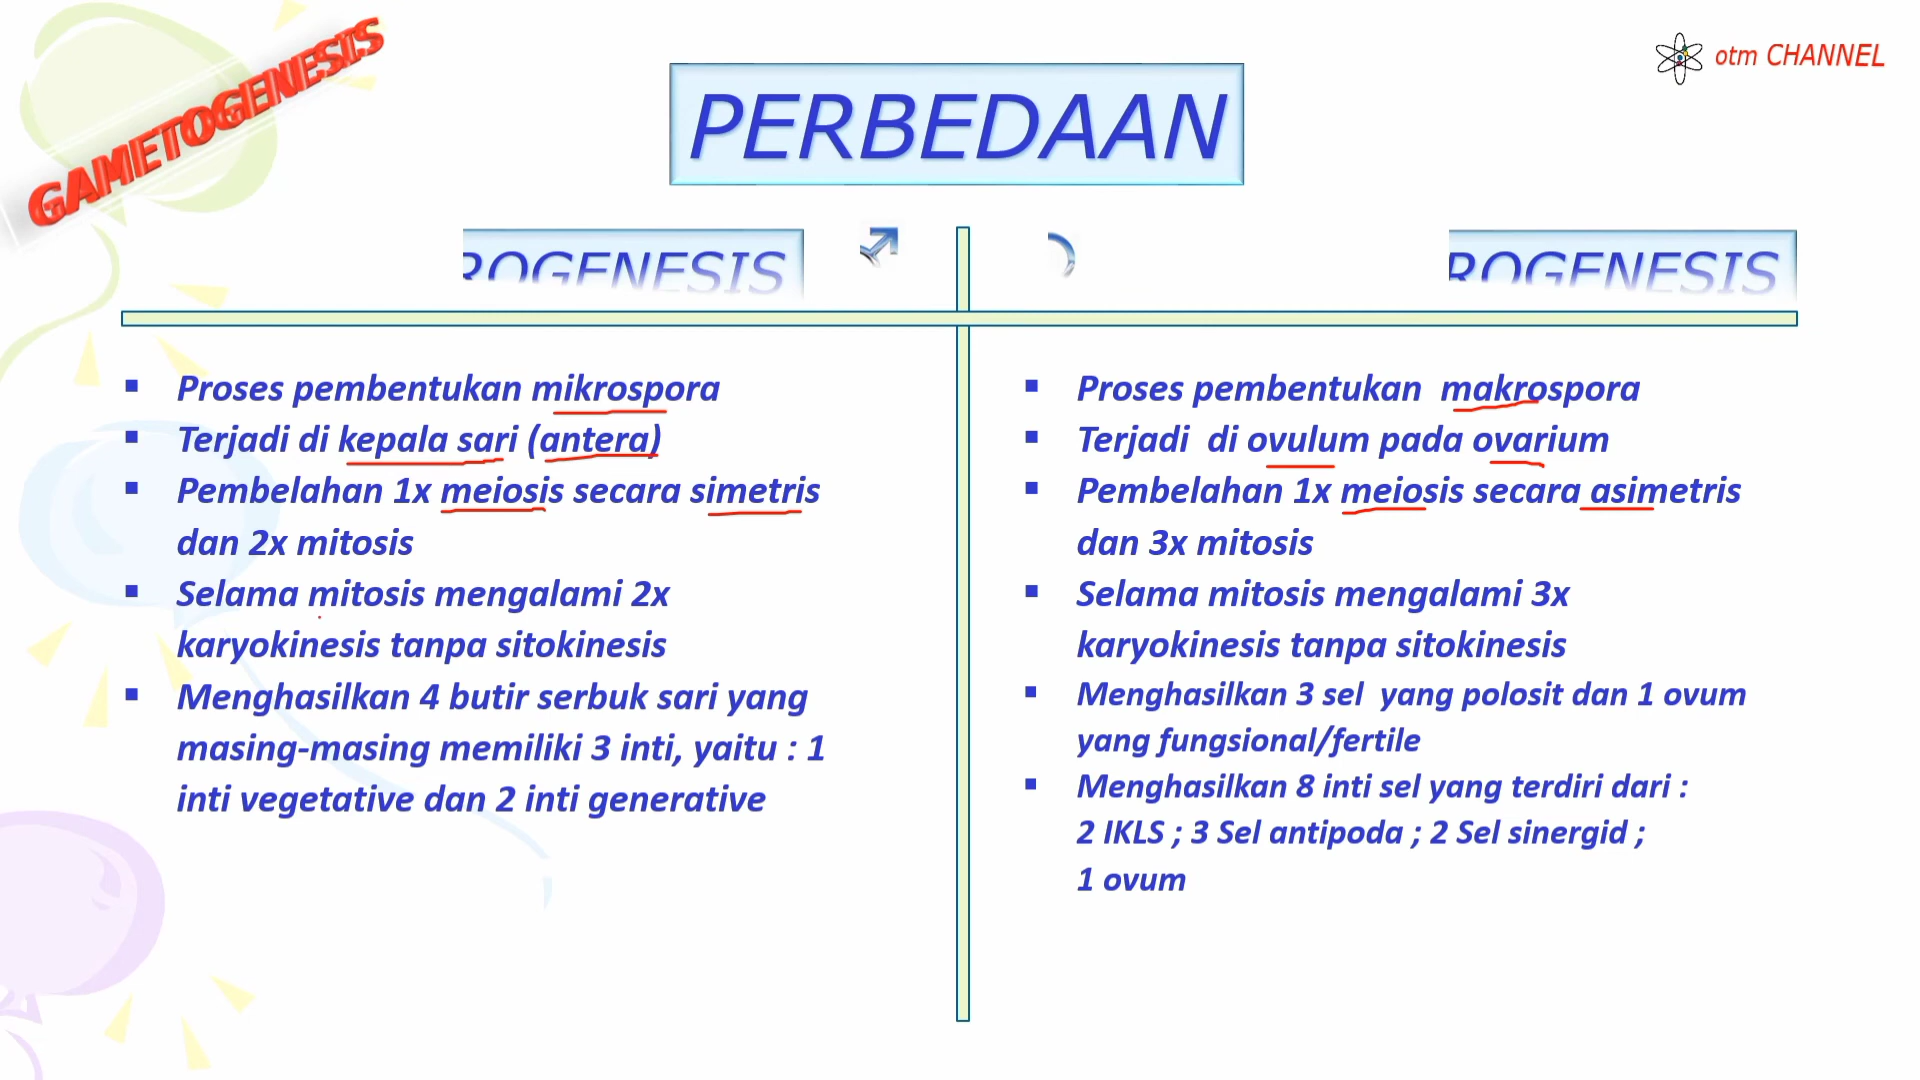 GAMETOGENESIS
otm CHANNEL
PERBEDAAN
ROGENESIS
ROGENESIS
▪ Proses pembentukan mikrospora
▪ Terjadi di kepala sari (antera)
▪ Pembelahan 1x meiosis secara simetris
dan 2x mitosis
▪ Selama mitosis mengalami 2x
karyokinesis tanpa sitokinesis
▪ Menghasilkan 4 butir serbuk sari yang
masing-masing memiliki 3 inti, yaitu : 1
inti vegetative dan 2 inti generative
▪ Proses pembentukan makrospora
▪ Terjadi di ovulum pada ovarium
▪ Pembelahan 1x meiosis secara asimetris
dan 3x mitosis
▪ Selama mitosis mengalami 3x
karyokinesis tanpa sitokinesis
▪ Menghasilkan 3 sel yang polosit dan 1 ovum
yang fungsional/fertile
▪ Menghasilkan 8 inti sel yang terdiri dari :
2 IKLS ; 3 Sel antipoda ; 2 Sel sinergid ;
1 ovum